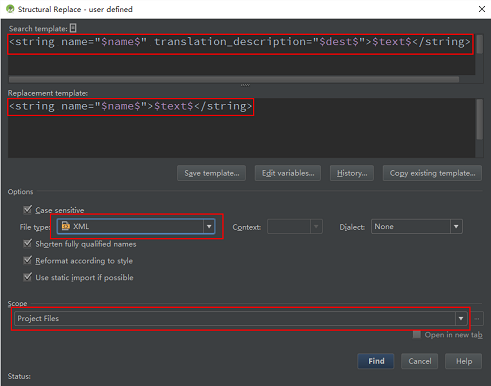 Structural Replace - user defined
Search template:
<string name="$name$" translation_description="$dest$">$text$</string>
Replacement template:
<string name="$name$">$text$</string>
Save template... Edit variables... History... Copy existing template...
Options
Case sensitive
File type: XML Context: Dialect: None
Shorten fully qualified names
Reformat according to style
Use static import if possible
Scope
Project Files
Open in new tab
Find Cancel Help
Status: